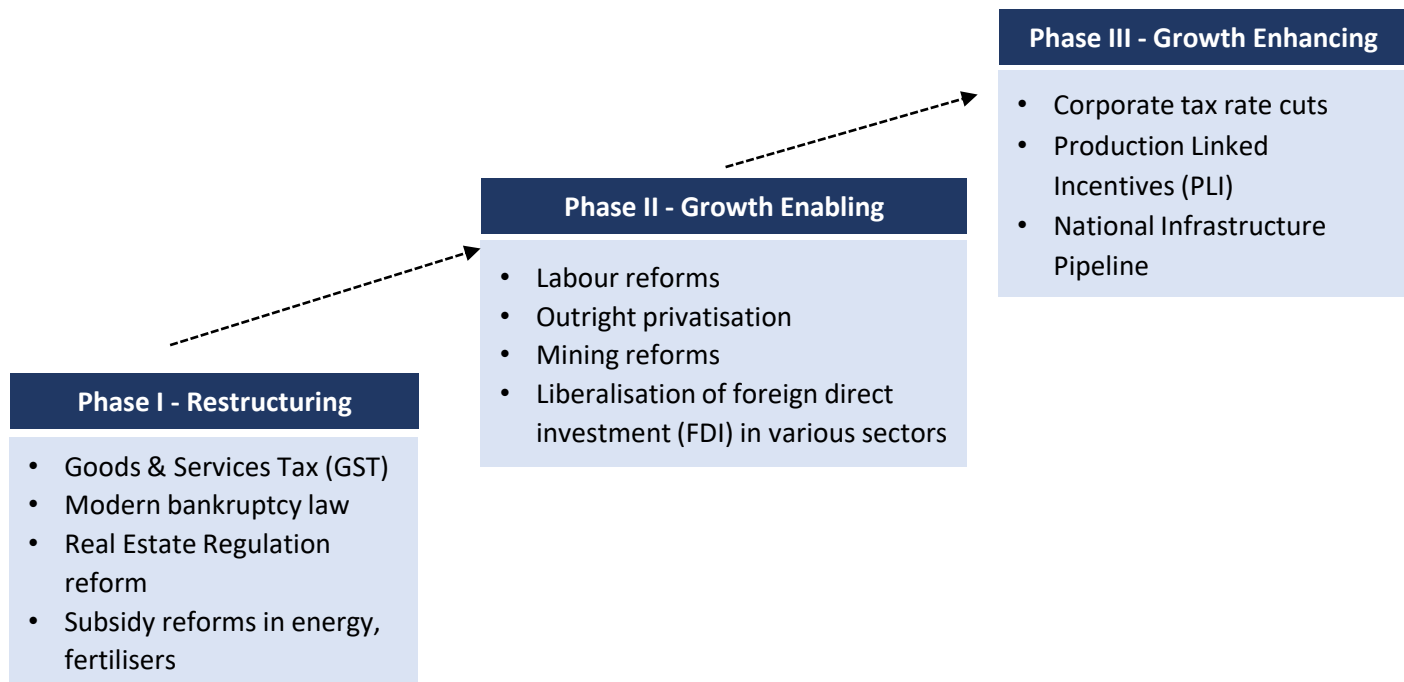 Phase III - Growth Enhancing
• Corporate tax rate cuts
• Production Linked
Incentives (PLI)
• National Infrastructure
Pipeline
Phase II - Growth Enabling
• Labour reforms
• Outright privatisation
• Mining reforms
• Liberalisation of foreign direct
investment (FDI) in various sectors
Phase I - Restructuring
• Goods & Services Tax (GST)
• Modern bankruptcy law
• Real Estate Regulation
reform
• Subsidy reforms in energy,
fertilisers